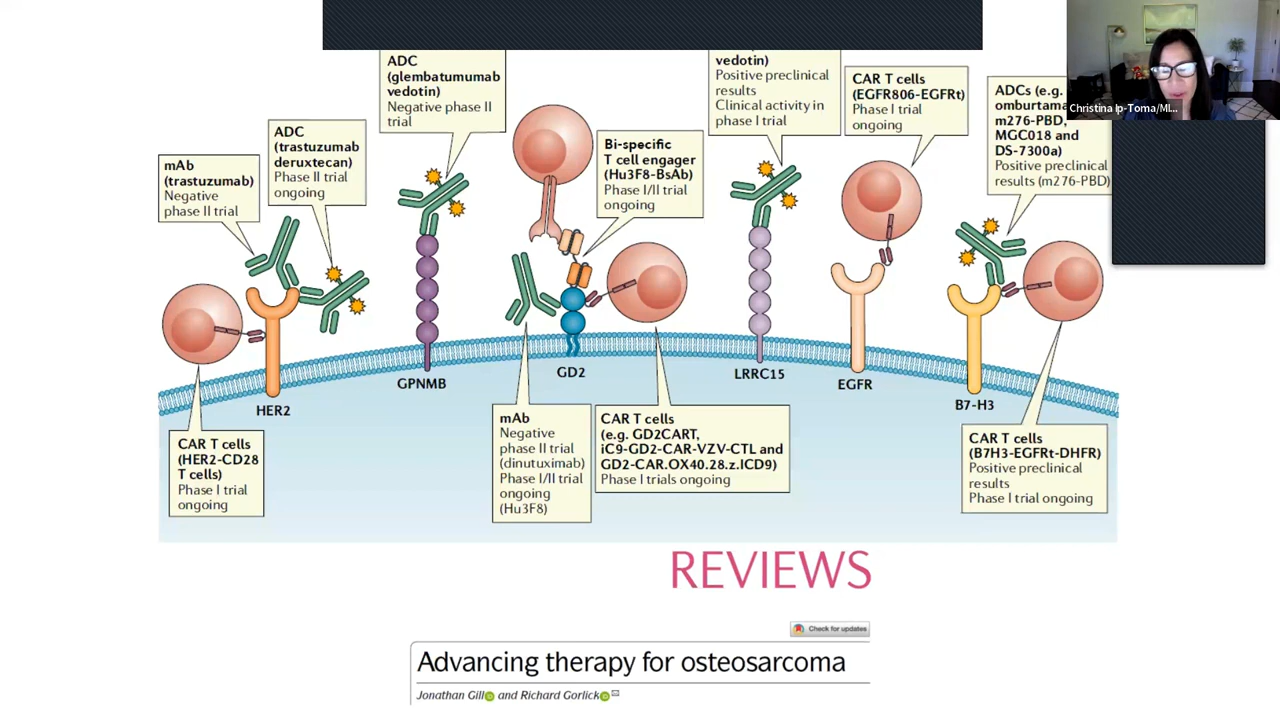 ADC
(glembatumumab
vedotin)
Negative phase II
trial
vedotin)
Positive preclinical
results
Clinical activity in
phase I trial
CAR T cells
(EGFR806-EGFRt)
Phase I trial
ongoing
ADCs (e.g.
m276-PBD,
MGC018 and
DS-7300a)
Positive preclinical
results (m276-PBD)
Christina Ip-Toma/
mAb
(trastuzumab)
Negative
phase II trial
ADC
(trastuzumab
deruxtecan)
Phase II trial
ongoing
Bi-specific
T cell engager
(Hu3F8-BsAb)
Phase I/II trial
ongoing
HER2
GPNMB
GD2
LRRC15
EGFR
B7-H3
CAR T cells
(HER2-CD28
T cells)
Phase I trial
ongoing
mAb
Negative
phase II trial
(dinutuximab)
Phase I/II trial
ongoing
(Hu3F8)
CAR T cells
(e.g. GD2CART,
iC9-GD2-CAR-VZV-CTL and
GD2-CAR.OX40.28.z.ICD9)
Phase I trials ongoing
CAR T cells
(B7H3-EGFRt-DHFR)
Positive preclinical
results
Phase I trial ongoing
REVIEWS
Check for updates
Advancing therapy for osteosarcoma
Jonathan Gill and Richard Gorlick